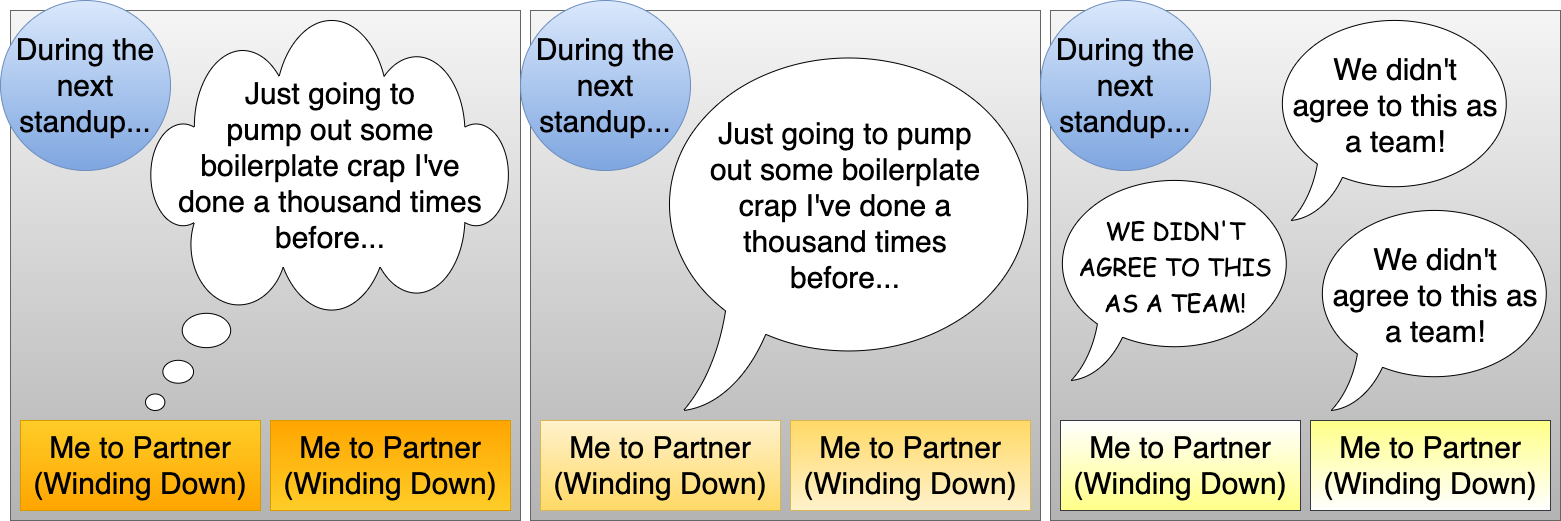 During the
next
standup...
Just going to
pump out some
boilerplate crap I've
done a thousand times
before...
Me to Partner
(Winding Down)
Me to Partner
(Winding Down)
During the
next
standup...
Just going to pump
out some boilerplate
crap I've done a
thousand times
before...
Me to Partner
(Winding Down)
Me to Partner
(Winding Down)
During the
next
standup...
We didn't
agree to this as
a team!
WE DIDN'T
AGREE TO THIS
AS A TEAM!
We didn't
agree to this as
a team!
Me to Partner
(Winding Down)
Me to Partner
(Winding Down)